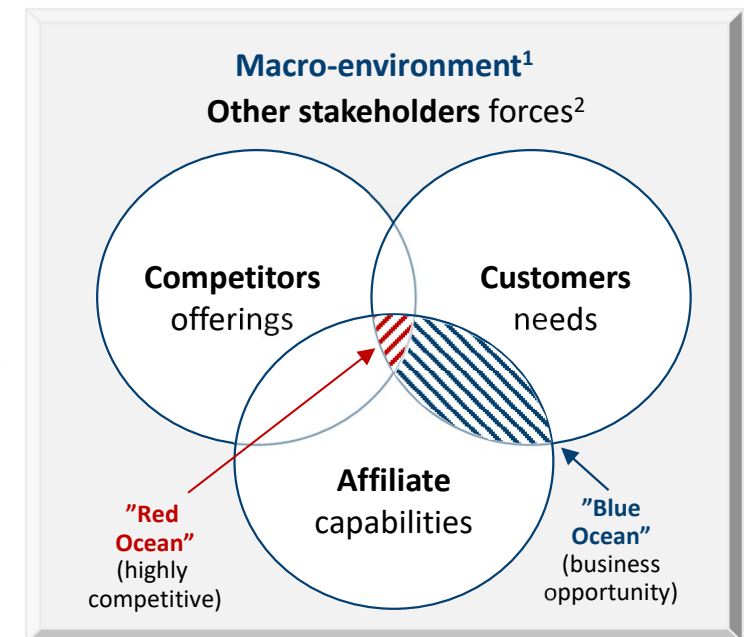 Macro-environment¹
Other stakeholders forces²
Competitors
offerings
Customers
needs
Affiliate
capabilities
”Red
Ocean”
(highly
competitive)
”Blue
Ocean”
(business
opportunity)